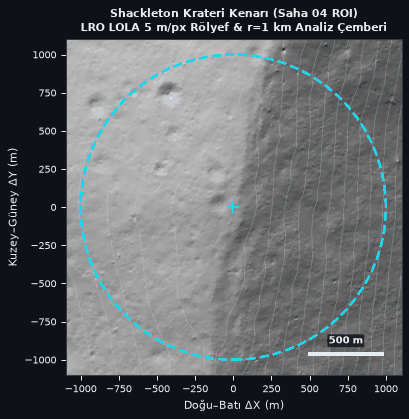 Shackleton Krateri Kenarı (Saha 04 ROI)
LRO LOLA 5 m/px Rölyef & r=1 km Analiz Çemberi
Kuzey–Güney ΔY (m)
1000
750
500
250
0
−250
−500
−750
−1000
500 m
−1000 −750 −500 −250 0 250 500 750 1000
Doğu–Batı ΔX (m)